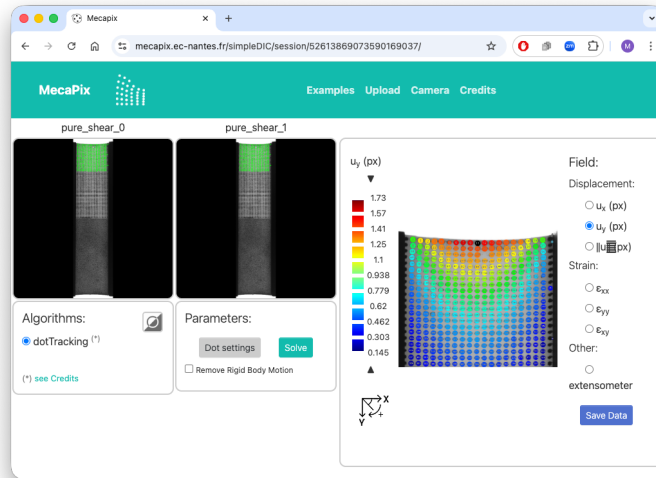 Mecapix
mecapix.ec-nantes.fr/simpleDIC/session/52613869073590169037/
M
MecaPix
Examples Upload Camera Credits
pure_shear_0
pure_shear_1
Algorithms:
dotTracking (*)
(*) see Credits
Parameters:
Dot settings
Solve
Remove Rigid Body Motion
uy (px)
1.73
1.57
1.41
1.25
1.1
0.938
0.779
0.62
0.462
0.303
0.145
X
Y
+
Field:
Displacement:
ux (px)
uy (px)
‖u px)
Strain:
εxx
εyy
εxy
Other:
extensometer
Save Data